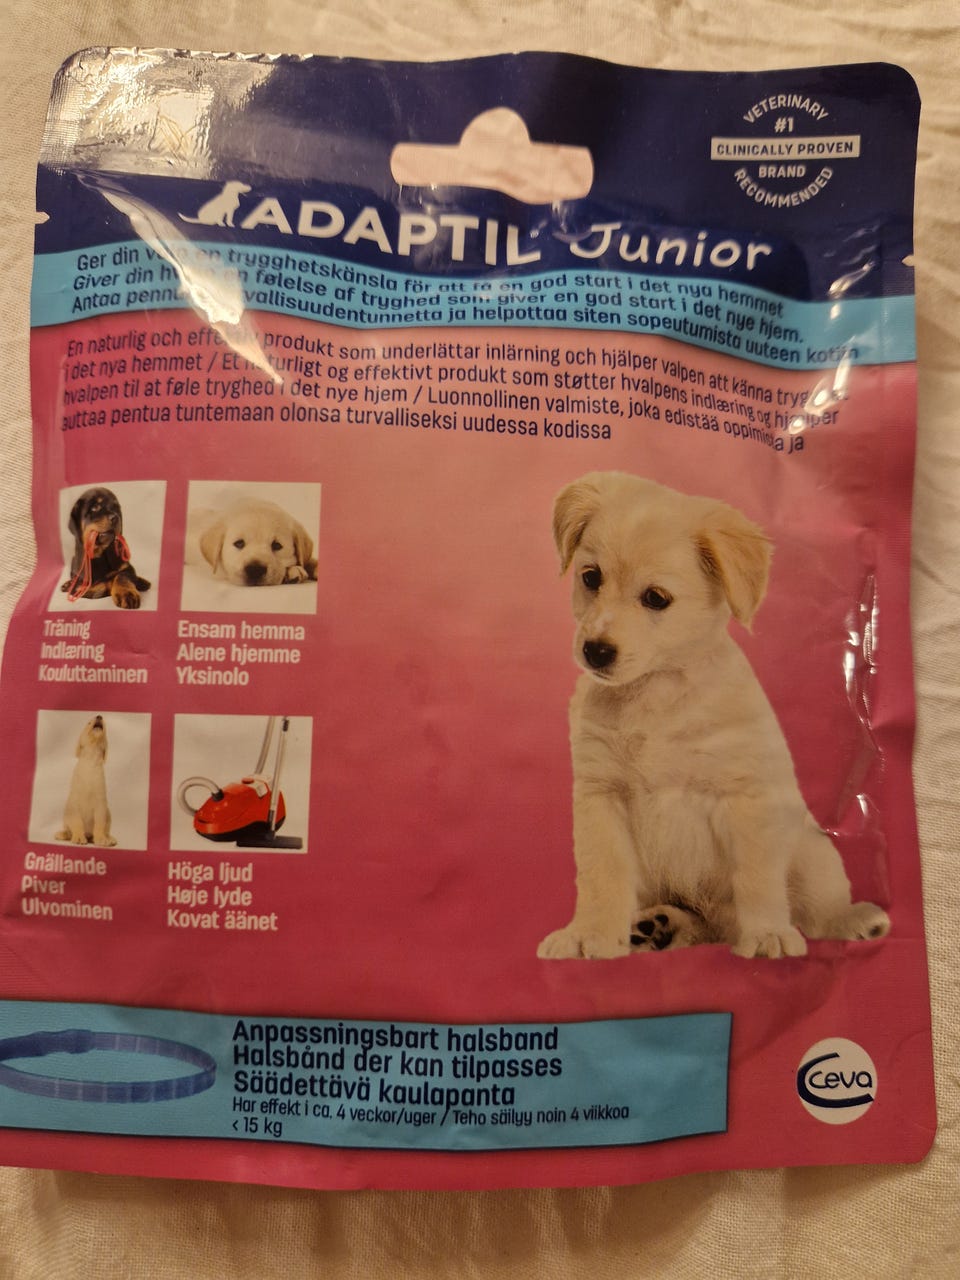 VETERINARY
#1
CLINICALLY PROVEN
BRAND
RECOMMENDED
ADAPTIL Junior
Ger din en trygghetskänsla för att få en god start i det nya hemmet
Giver din en følelse af tryghed som giver en god start i det nye hjem.
Antaa turvallisuudentunnetta ja helpottaa siten sopeutumista uuteen kotiin
En naturlig och effektiv produkt som underlättar inlärning och hjälper valpen att känna
i det nya hemmet / Et naturligt og effektivt produkt som støtter hvalpens indlæring og hjælper
hvalpen til at føle tryghed i det nye hjem / Luonnollinen valmiste, joka edistää oppimista ja
auttaa pentua tuntemaan olonsa turvalliseksi uudessa kodissa
Träning
Indlæring
Kouluttaminen
Ensam hemma
Alene hjemme
Yksinolo
Gnällande
Piver
Ulvominen
Höga ljud
Høje lyde
Kovat äänet
Anpassningsbart halsband
Halsbånd der kan tilpasses
Säädettävä kaulapanta
Har effekt i ca. 4 veckor/uger / Teho säilyy noin 4 viikkoa
< 15 kg
ceva